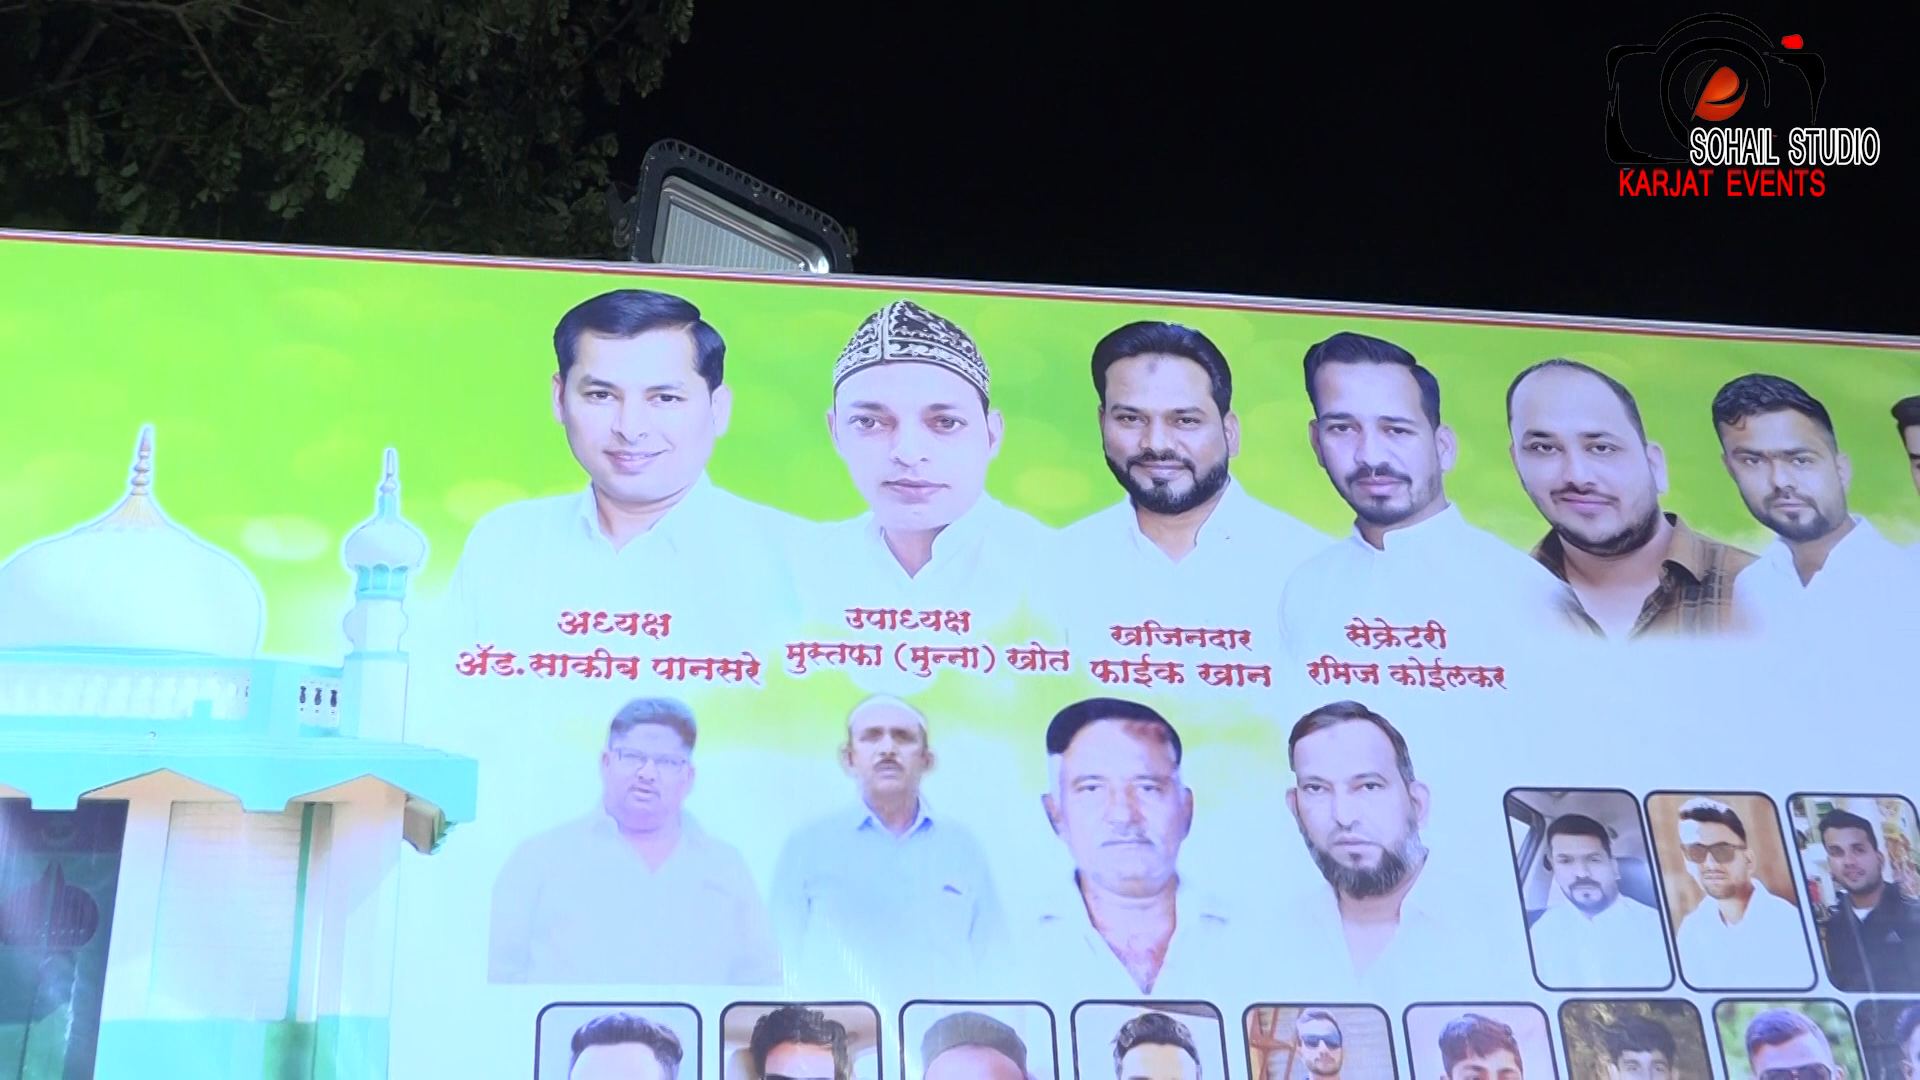 SOHAIL STUDIO
KARJAT EVENTS
अध्यक्ष
ॲड.साकीब पानसरे
उपाध्यक्ष
मुस्तफा (मुन्ना) खोत
खजिनदार
फाईक खान
सेक्रेटरी
रमिज कोईलकर